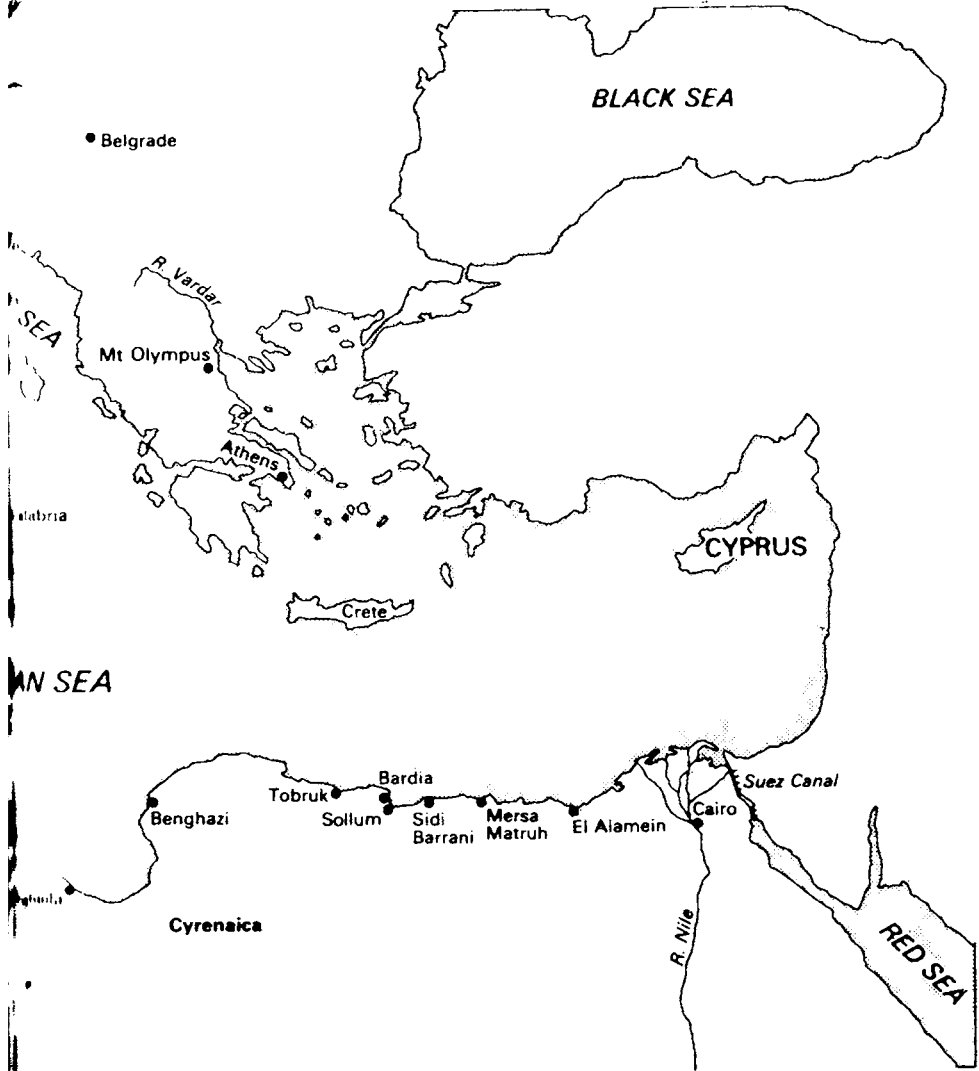 BLACK SEA
Belgrade
R. Vardar
SEA
Mt Olympus
Athens
CYPRUS
Crete
AN SEA
Bardia
Suez Canal
Tobruk
Benghazi
Sollum
Sidi
Barrani
Mersa
Matruh
El Alamein
Cairo
Cyrenaica
R. Nile
RED SEA